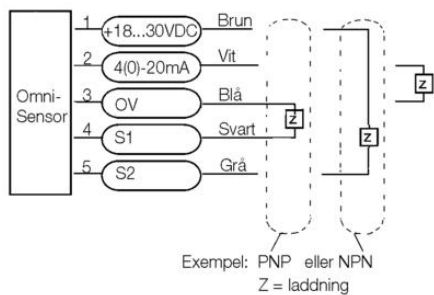 1 +18...30VDC Brun
2 4(0)-20mA Vit
Omni-
Sensor
3 OV Blå
Z
Z
4 S1 Svart
Z
5 S2 Grå
Exempel: PNP eller NPN
Z = laddning